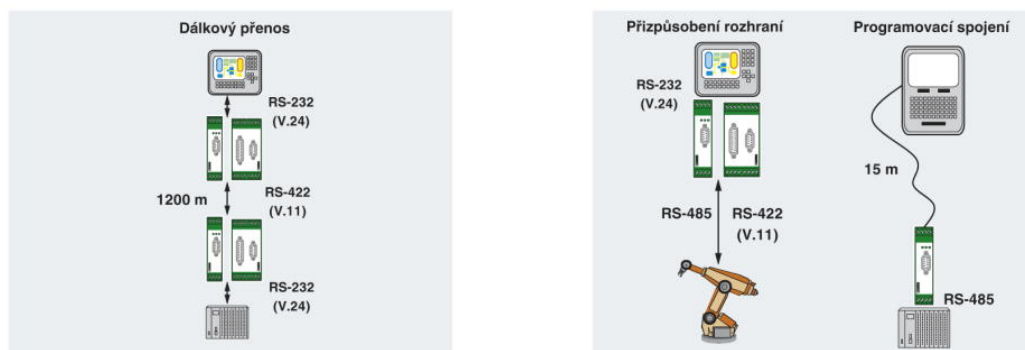 Dálkový přenos
RS-232
(V.24)
1200 m
RS-422
(V.11)
RS-232
(V.24)
Přizpůsobení rozhraní
RS-232
(V.24)
RS-485
RS-422
(V.11)
Programovací spojení
15 m
RS-485